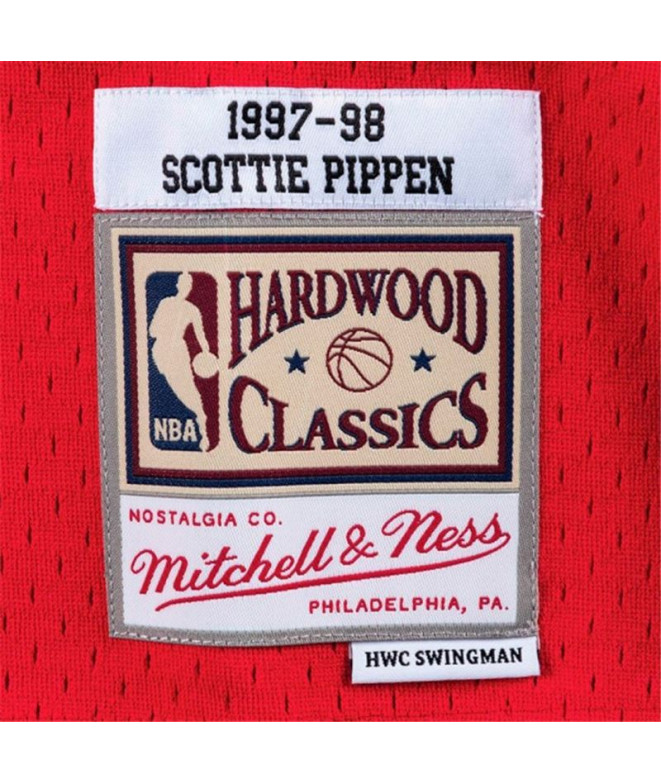 1997-98
SCOTTIE PIPPEN
HARDWOOD
CLASSICS
NBA
NOSTALGIA CO.
Mitchell & Ness
PHILADELPHIA, PA.
HWC SWINGMAN